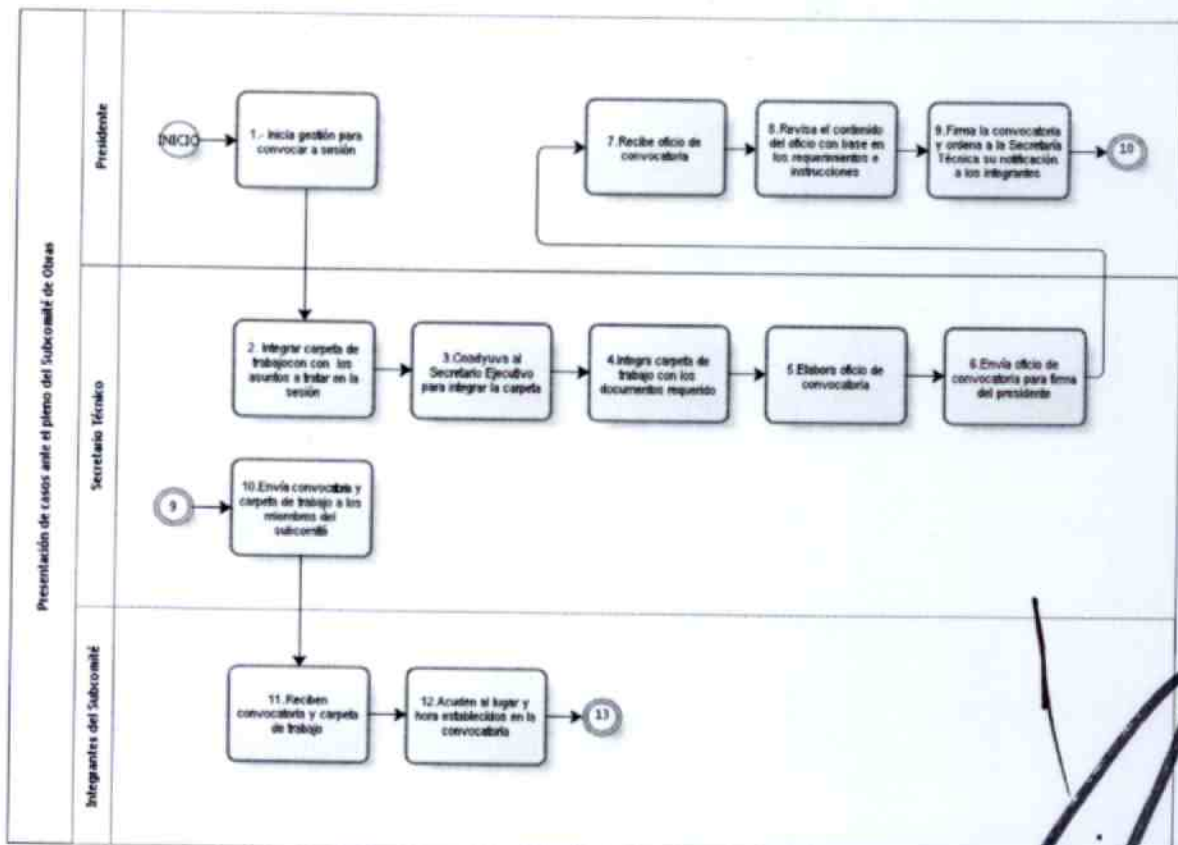 Presentación de casos ante el pleno del Subcomité de Obras
Presidente
INICIO
1.- Inicia gestión para
convocar a sesión
7.Recibe oficio de
convocatoria
8.Revisa el contenido
del oficio con base en
los requerimientos e
instrucciones
9.Firma la convocatoria
y ordena a la Secretaría
Técnica su notificación
a los integrantes
10
Secretario Técnico
2. Integrar carpeta de
trabajocon con los
asuntos a tratar en la
sesión
3.Coadyuva al
Secretario Ejecutivo
para integrar la carpeta
4.Integra carpeta de
trabajo con los
documentos requerido
5.Elabora oficio de
convocatoria
6.Envía oficio de
convocatoria para firma
del presidente
9
10.Envía convocatoria y
carpeta de trabajo a los
miembros del
subcomité
Integrantes del Subcomité
11.Reciben
convocatoria y carpeta
de trabajo
12.Acuden al lugar y
hora establecidos en la
convocatoria
13